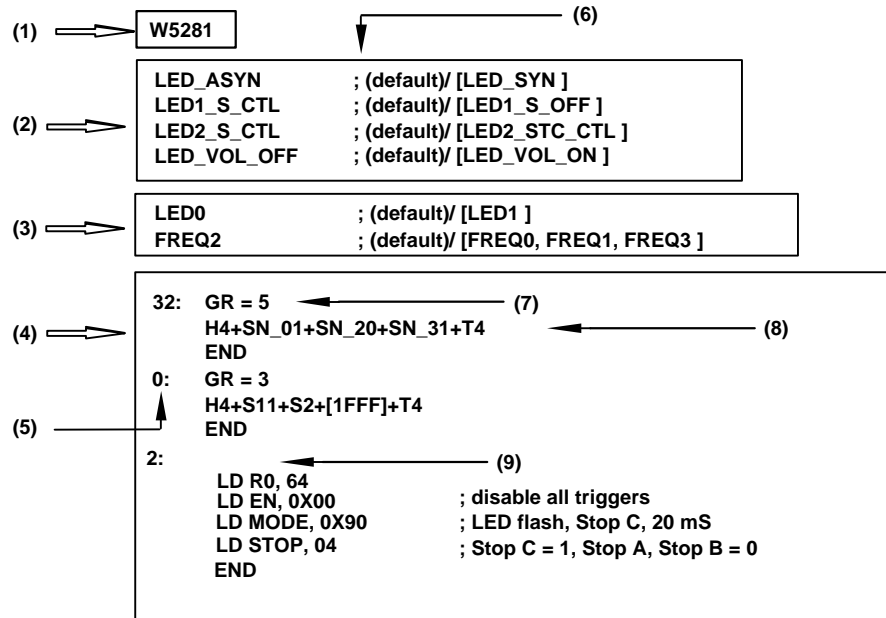 (6)
(1) W5281
LED_ASYN ; (default)/ [LED_SYN ]
LED1_S_CTL ; (default)/ [LED1_S_OFF ]
(2) LED2_S_CTL ; (default)/ [LED2_STC_CTL ]
LED_VOL_OFF ; (default)/ [LED_VOL_ON ]
LED0 ; (default)/ [LED1 ]
(3) FREQ2 ; (default)/ [FREQ0, FREQ1, FREQ3 ]
32: GR = 5 (7)
(4) H4+SN_01+SN_20+SN_31+T4 (8)
END
0: GR = 3
H4+S11+S2+[1FFF]+T4
(5) END
2: (9)
LD R0, 64
LD EN, 0X00 ; disable all triggers
LD MODE, 0X90 ; LED flash, Stop C, 20 mS
LD STOP, 04 ; Stop C = 1, Stop A, Stop B = 0
END